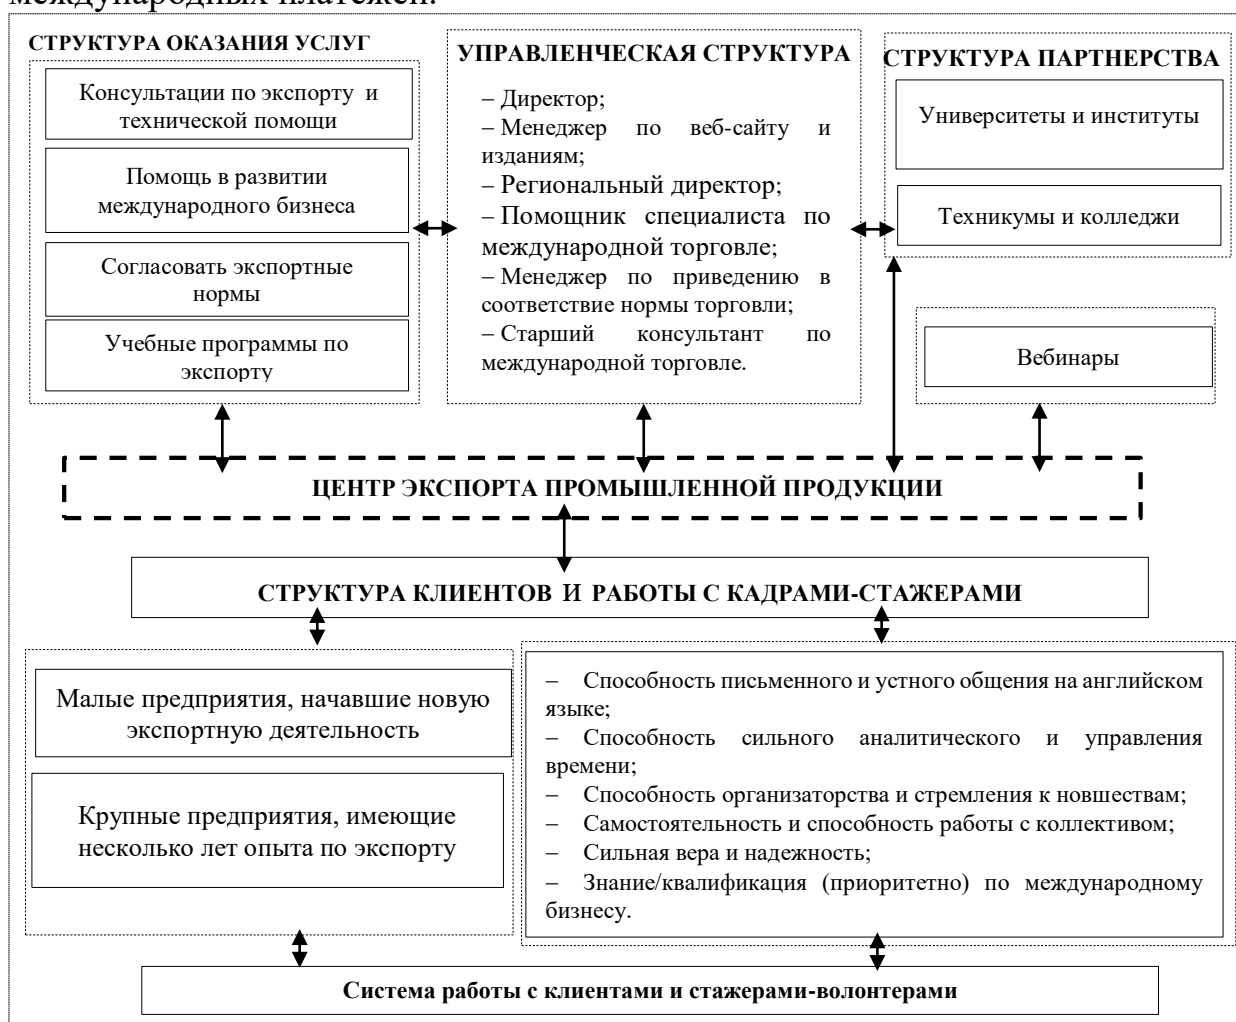 международных платежей.
СТРУКТУРА ОКАЗАНИЯ УСЛУГ
Консультации по экспорту и
технической помощи
Помощь в развитии
международного бизнеса
Согласовать экспортные
нормы
Учебные программы по
экспорту
УПРАВЛЕНЧЕСКАЯ СТРУКТУРА
– Директор;
– Менеджер по веб-сайту и
изданиям;
– Региональный директор;
– Помощник специалиста по
международной торговле;
– Менеджер по приведению в
соответствие нормы торговли;
– Старший консультант по
международной торговле.
СТРУКТУРА ПАРТНЕРСТВА
Университеты и институты
Техникумы и колледжи
Вебинары
ЦЕНТР ЭКСПОРТА ПРОМЫШЛЕННОЙ ПРОДУКЦИИ
СТРУКТУРА КЛИЕНТОВ И РАБОТЫ С КАДРАМИ-СТАЖЕРАМИ
Малые предприятия, начавшие новую
экспортную деятельность
Крупные предприятия, имеющие
несколько лет опыта по экспорту
– Способность письменного и устного общения на английском
языке;
– Способность сильного аналитического и управления
времени;
– Способность организаторства и стремления к новшествам;
– Самостоятельность и способность работы с коллективом;
– Сильная вера и надежность;
– Знание/квалификация (приоритетно) по международному
бизнесу.
Система работы с клиентами и стажерами-волонтерами